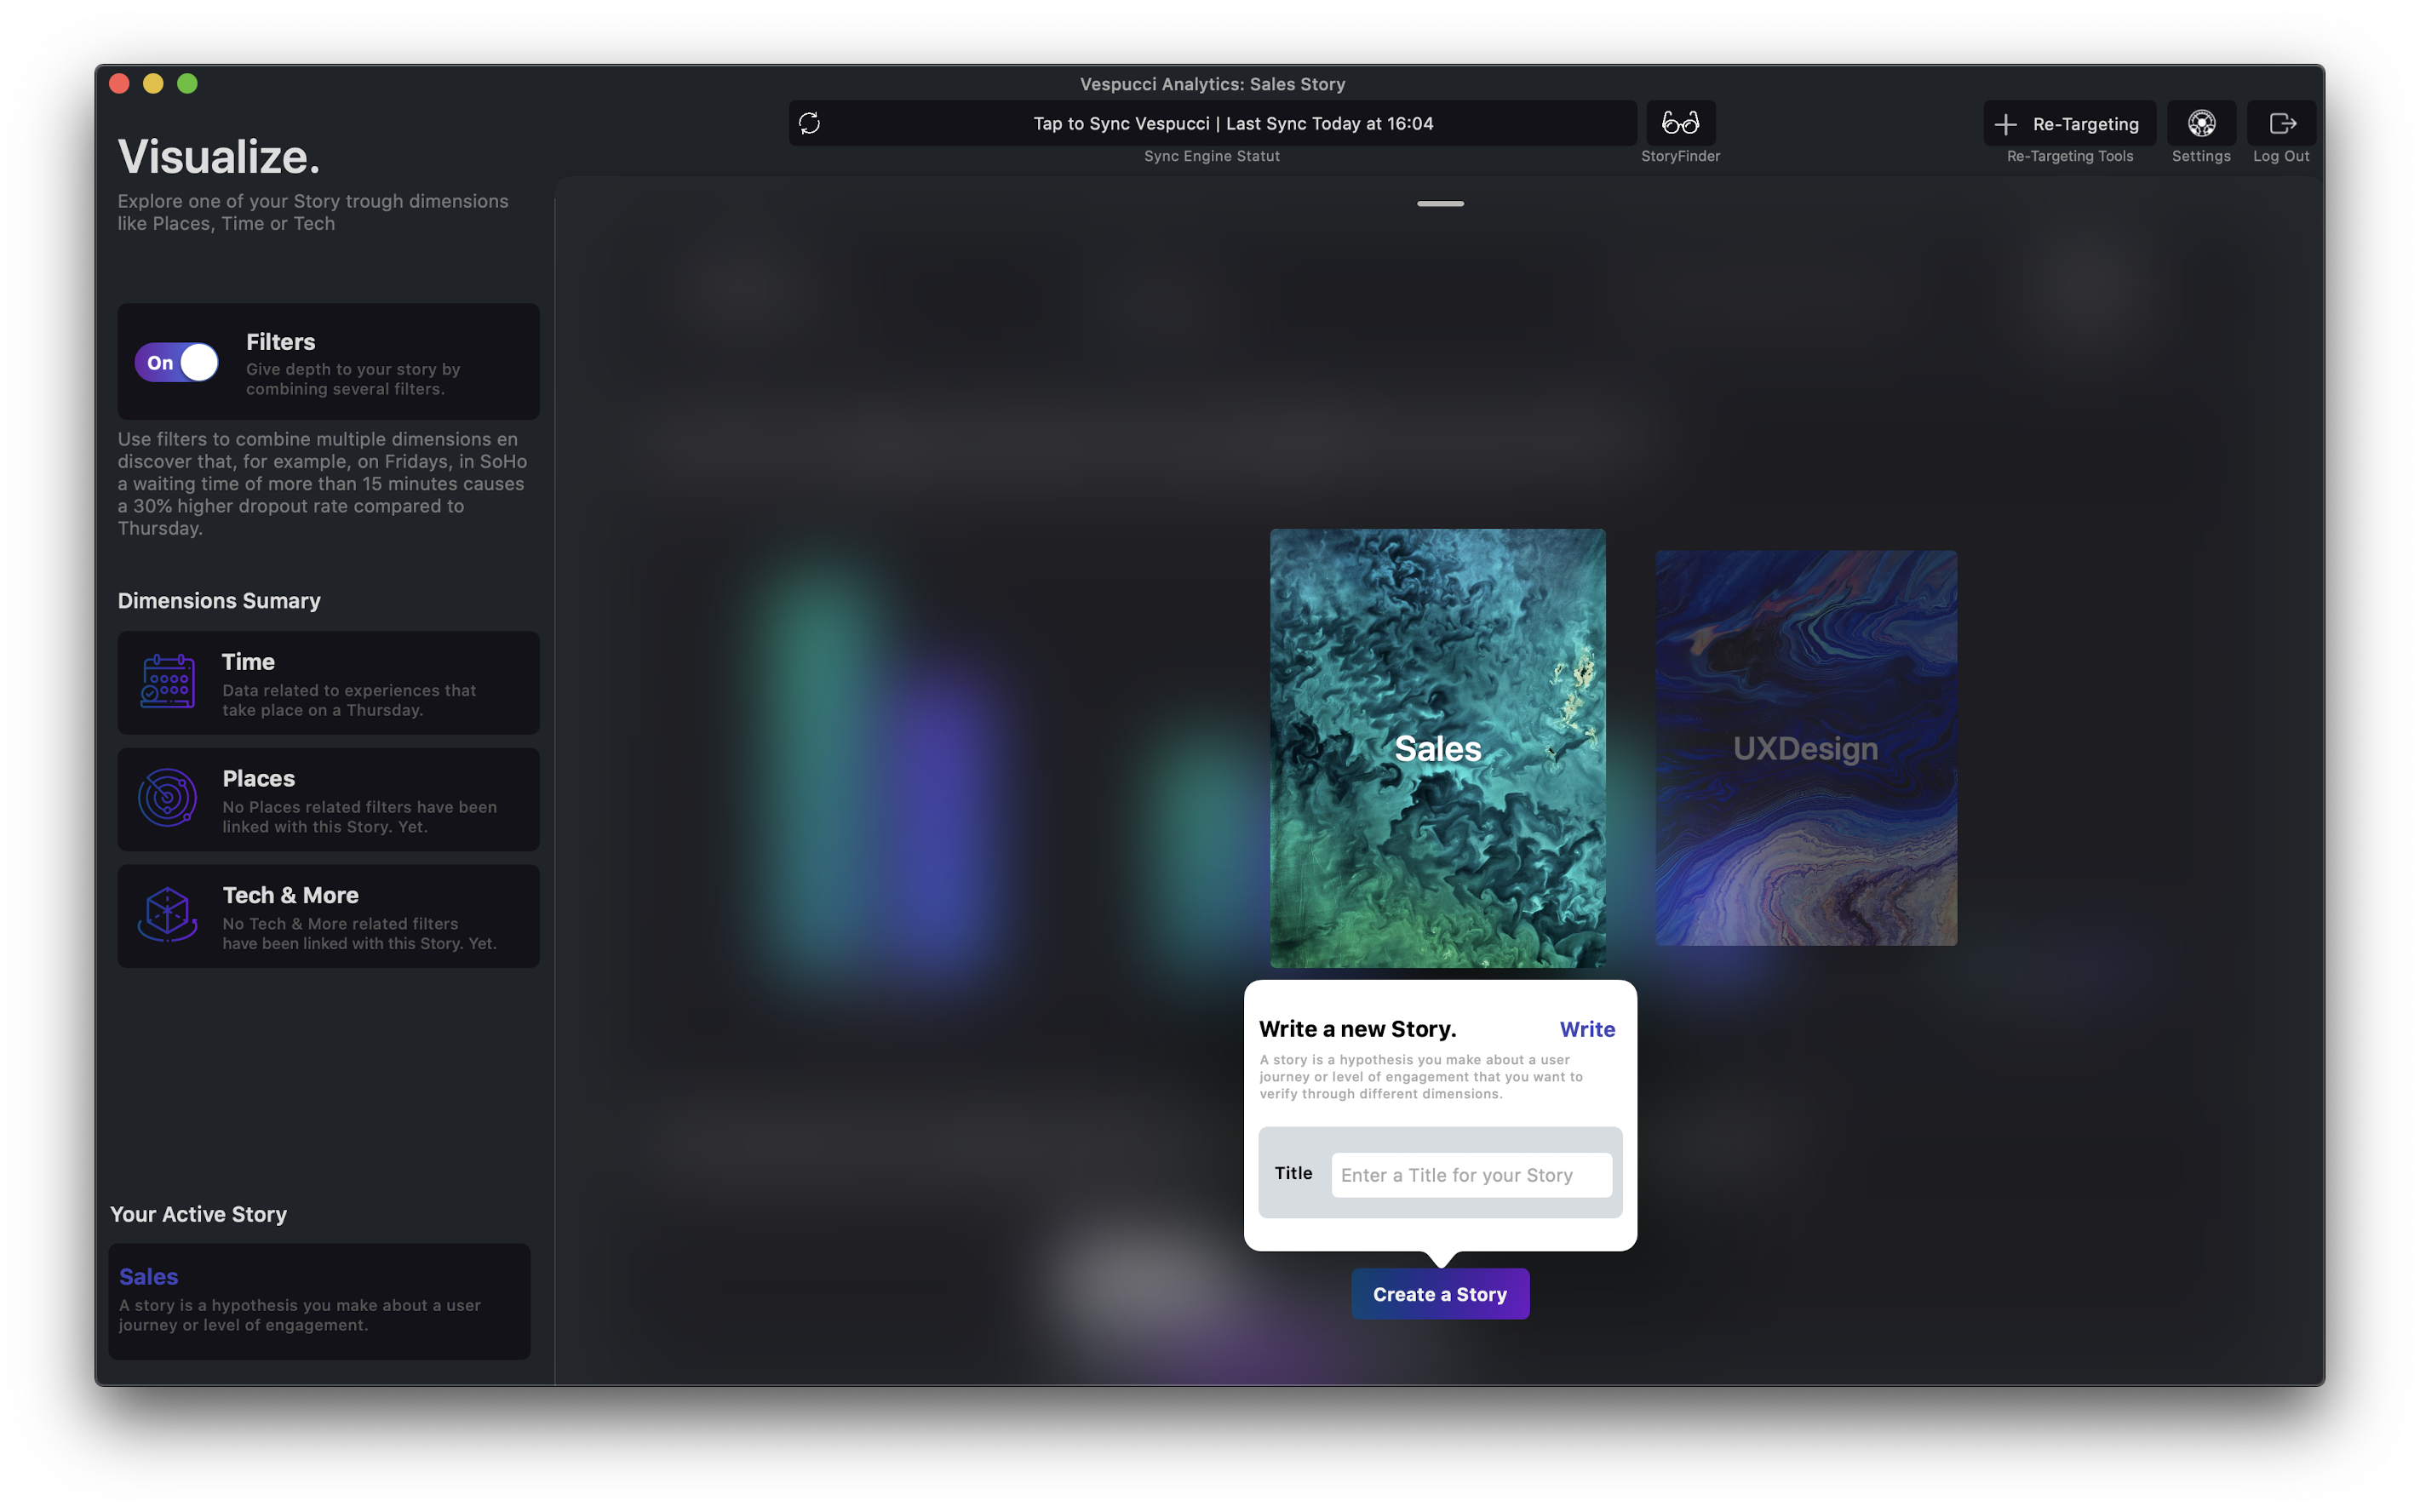 Vespucci Analytics: Sales Story
Tap to Sync Vespucci | Last Sync Today at 16:04
Sync Engine Statut
StoryFinder
Re-Targeting
Re-Targeting Tools
Settings
Log Out
Visualize.
Explore one of your Story trough dimensions
like Places, Time or Tech
On
Filters
Give depth to your story by
combining several filters.
Use filters to combine multiple dimensions en
discover that, for example, on Fridays, in SoHo
a waiting time of more than 15 minutes causes
a 30% higher dropout rate compared to
Thursday.
Dimensions Sumary
Time
Data related to experiences that
take place on a Thursday.
Places
No Places related filters have been
linked with this Story. Yet.
Tech & More
No Tech & More related filters
have been linked with this Story. Yet.
Your Active Story
Sales
A story is a hypothesis you make about a user
journey or level of engagement.
Sales
UXDesign
Write a new Story.
Write
A story is a hypothesis you make about a user
journey or level of engagement that you want to
verify through different dimensions.
Title
Enter a Title for your Story
Create a Story